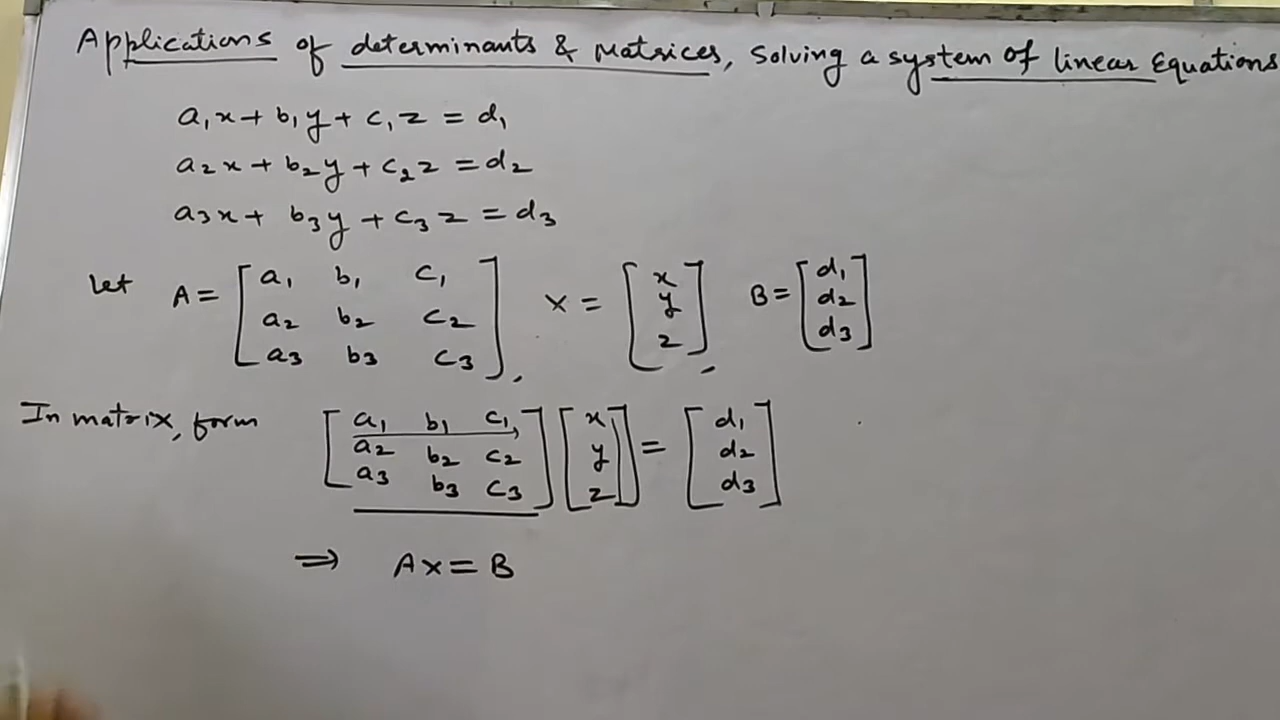 Applications of determinants & Matrices, Solving a system of linear Equations
a₁x + b₁y + c₁z = d₁
a₂x + b₂y + c₂z = d₂
a₃x + b₃y + c₃z = d₃
Let A = [a₁ b₁ c₁ a₂ b₂ c₂ a₃ b₃ c₃], X = [x y z], B = [d₁ d₂ d₃]
In matrix, form [a₁ b₁ c₁ a₂ b₂ c₂ a₃ b₃ c₃] [x y z] = [d₁ d₂ d₃]
⇒ AX = B